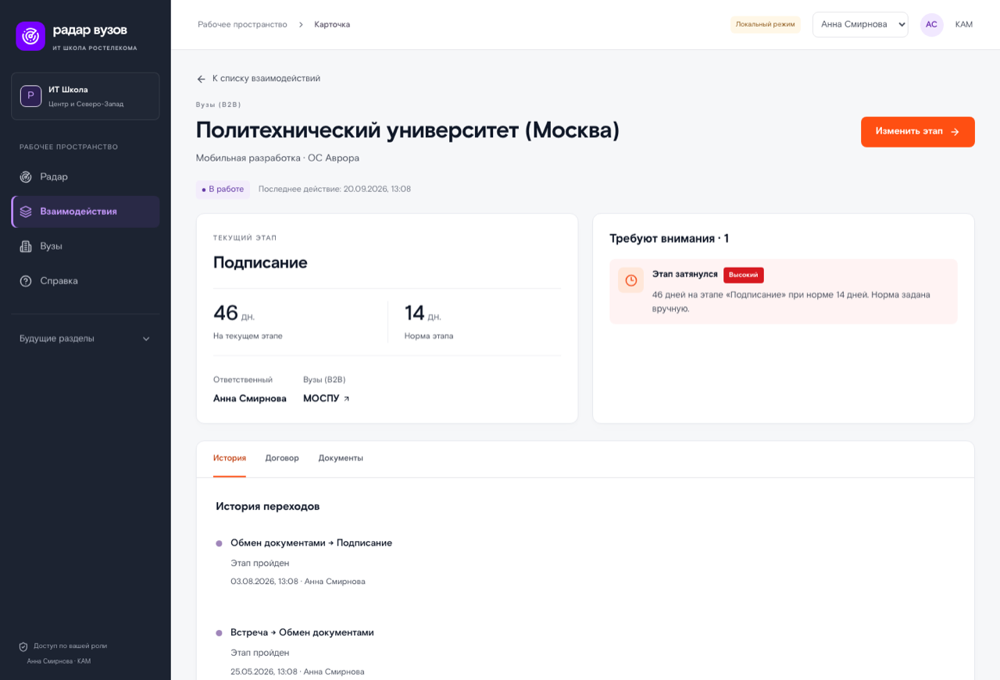 радар вузов
ИТ ШКОЛА РОСТЕЛЕКОМА
Р
ИТ Школа
Центр и Северо-Запад
РАБОЧЕЕ ПРОСТРАНСТВО
Радар
Взаимодействия
Вузы
Справка
Будущие разделы
Доступ по вашей роли
Анна Смирнова · КАМ
Рабочее пространство > Карточка
Локальный режим
Анна Смирнова
АС
КАМ
← К списку взаимодействий
Вузы (B2B)
Политехнический университет (Москва)
Изменить этап →
Мобильная разработка · ОС Аврора
• В работе
Последнее действие: 20.09.2026, 13:08
ТЕКУЩИЙ ЭТАП
Подписание
46 дн.
На текущем этапе
14 дн.
Норма этапа
Ответственный
Анна Смирнова
Вузы (B2B)
МОСПУ ↗
Требуют внимания · 1
Этап затянулся
Высокий
46 дней на этапе «Подписание» при норме 14 дней. Норма задана
вручную.
История
Договор
Документы
История переходов
Обмен документами → Подписание
Этап пройден
03.08.2026, 13:08 · Анна Смирнова
Встреча → Обмен документами
Этап пройден
25.05.2026, 13:08 · Анна Смирнова